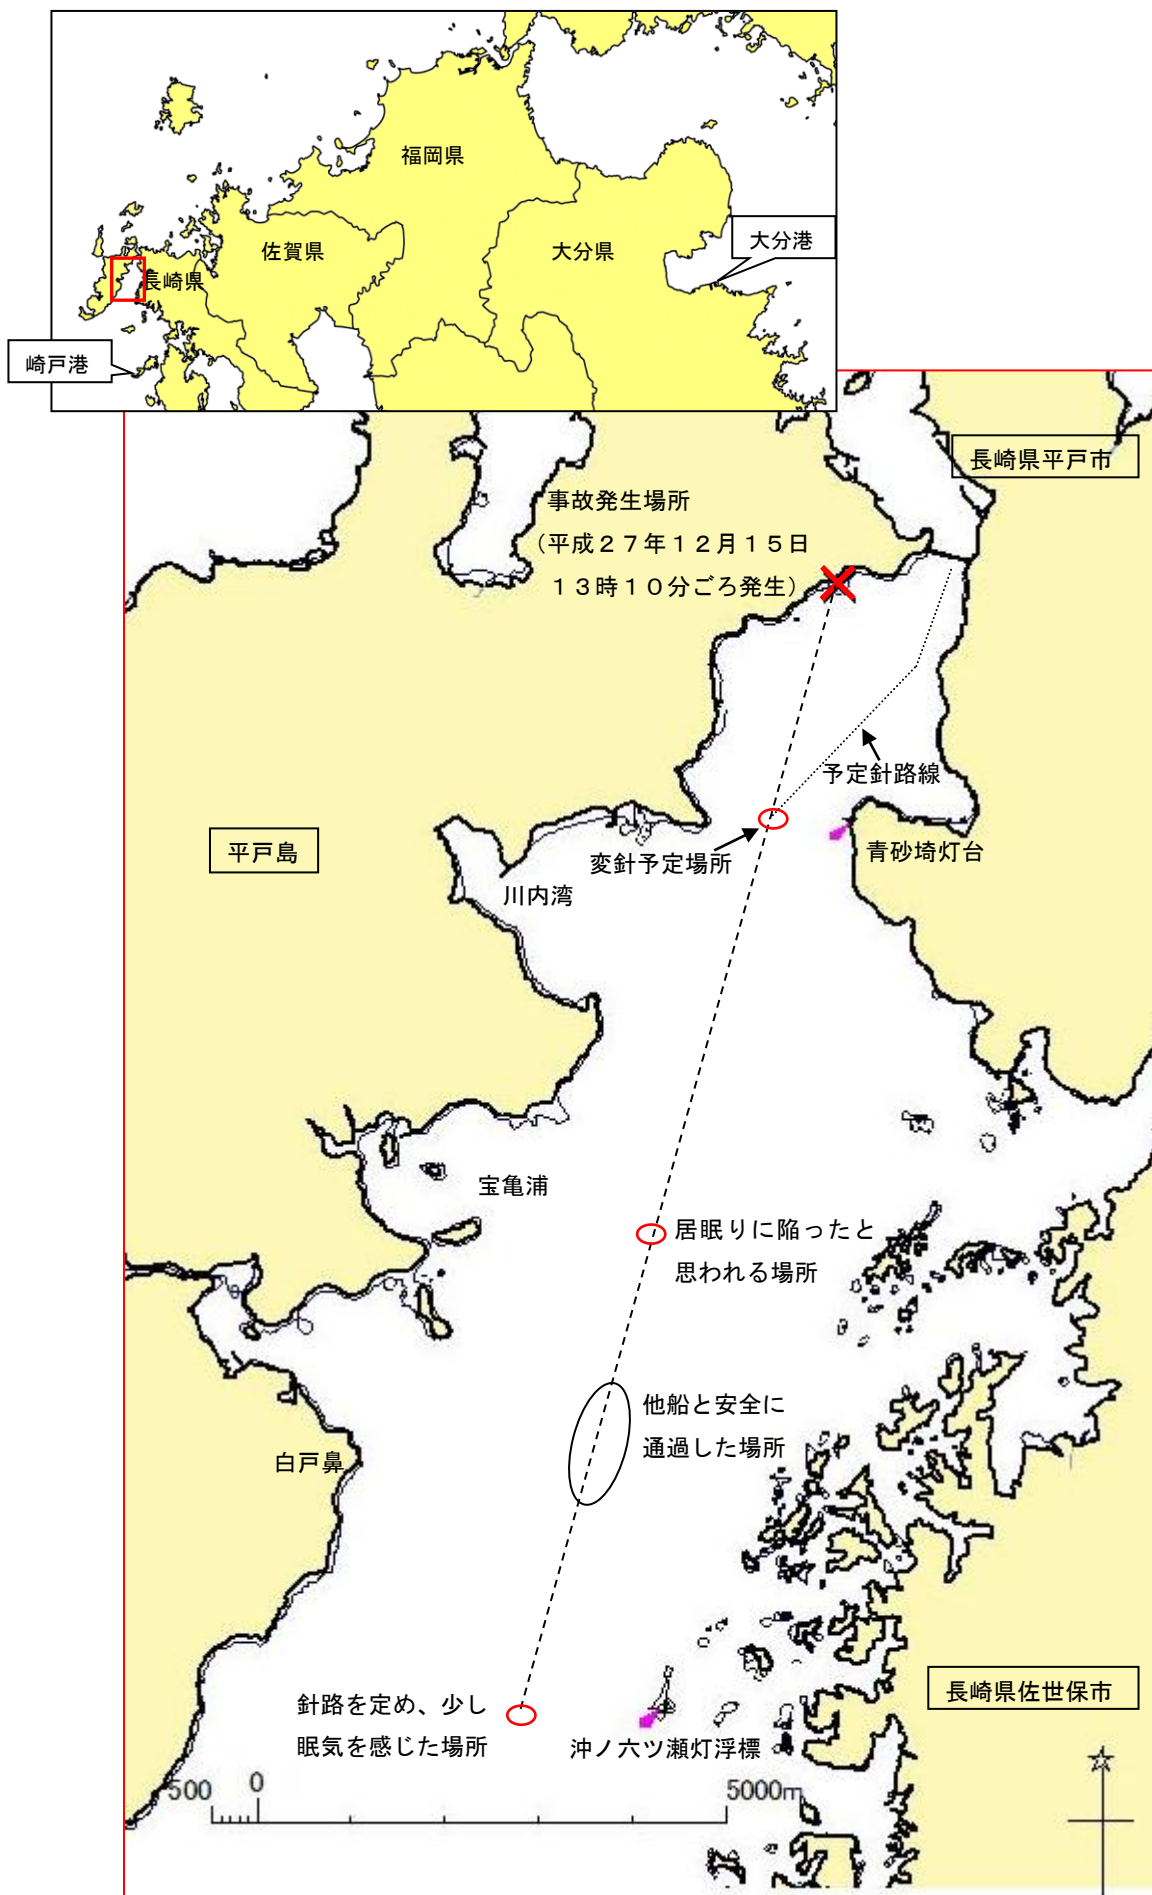 福岡県
佐賀県
大分県
大分港
長崎県
崎戸港
長崎県平戸市
事故発生場所
（平成２７年１２月１５日
１３時１０分ごろ発生）
予定針路線
変針予定場所
青砂埼灯台
平戸島
川内湾
宝亀浦
居眠りに陥ったと
思われる場所
他船と安全に
通過した場所
白戸鼻
針路を定め、少し
眠気を感じた場所
沖ノ六ツ瀬灯浮標
長崎県佐世保市
500 0 5000m